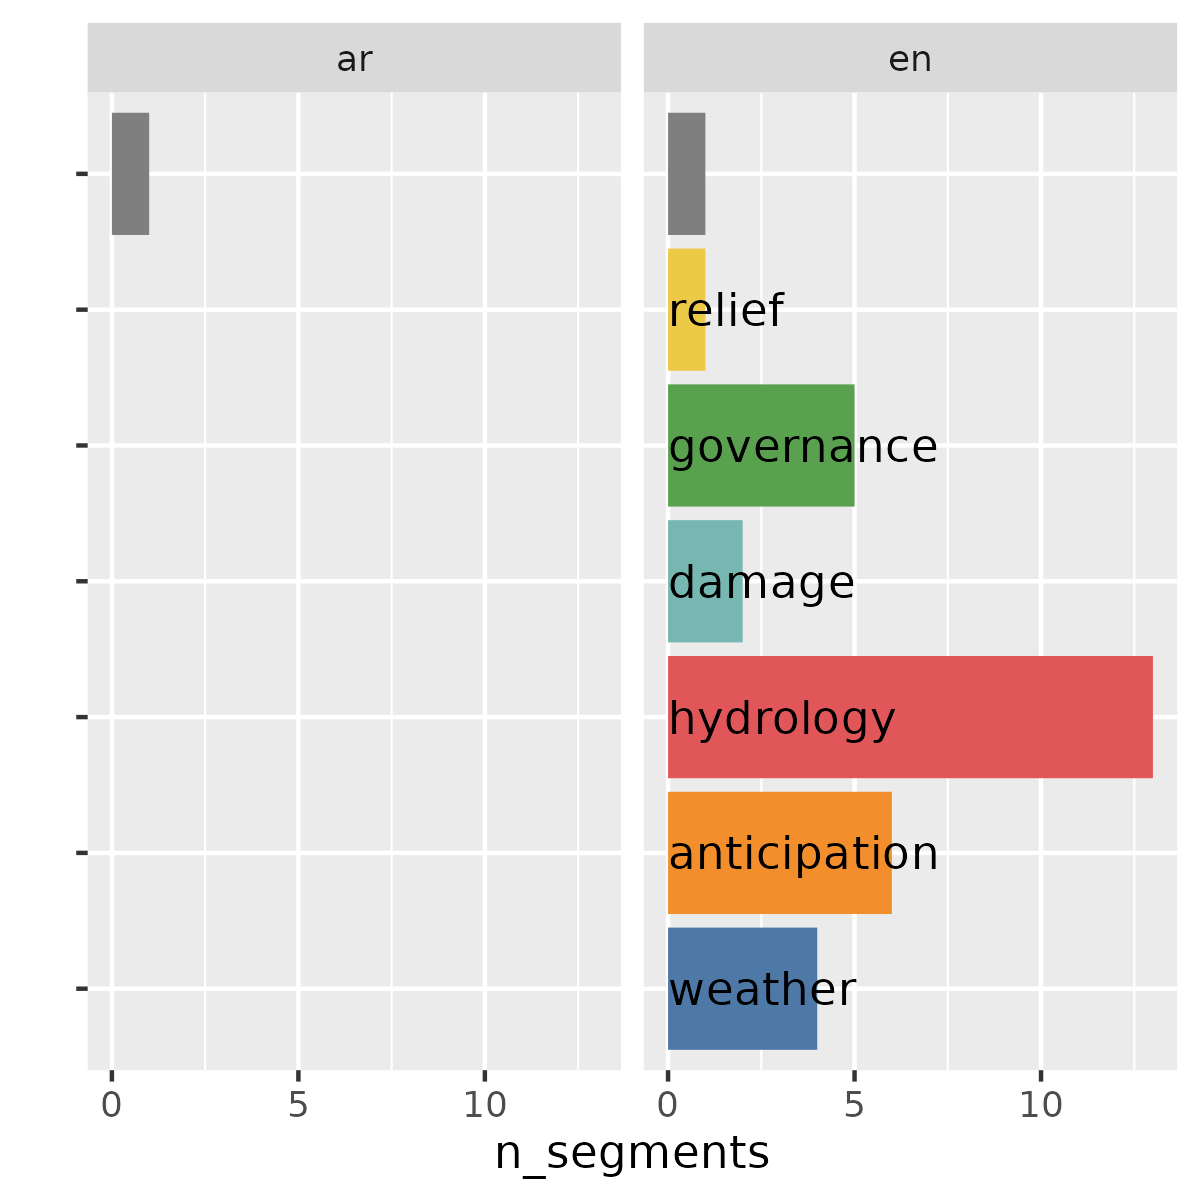 ar
en
relief
governance
damage
hydrology
anticipation
weather
0 5 10
0 5 10
n_segments